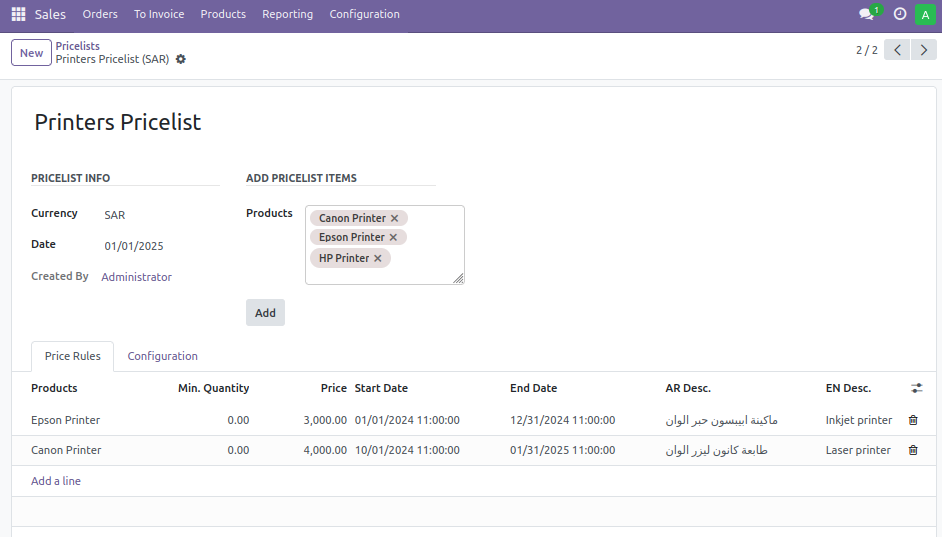 Sales Orders To Invoice Products Reporting Configuration 1 A
New Pricelists
Printers Pricelist (SAR) 2 / 2
Printers Pricelist
PRICELIST INFO ADD PRICELIST ITEMS
Currency SAR Products Canon Printer
Epson Printer
HP Printer
Date 01/01/2025
Created By Administrator
Add
Price Rules Configuration
Products Min. Quantity Price Start Date End Date AR Desc. EN Desc.
Epson Printer 0.00 3,000.00 01/01/2024 11:00:00 12/31/2024 11:00:00 ماكينة ايبسون حبر الوان Inkjet printer
Canon Printer 0.00 4,000.00 10/01/2024 11:00:00 01/31/2025 11:00:00 طابعة كانون ليزر الوان Laser printer
Add a line